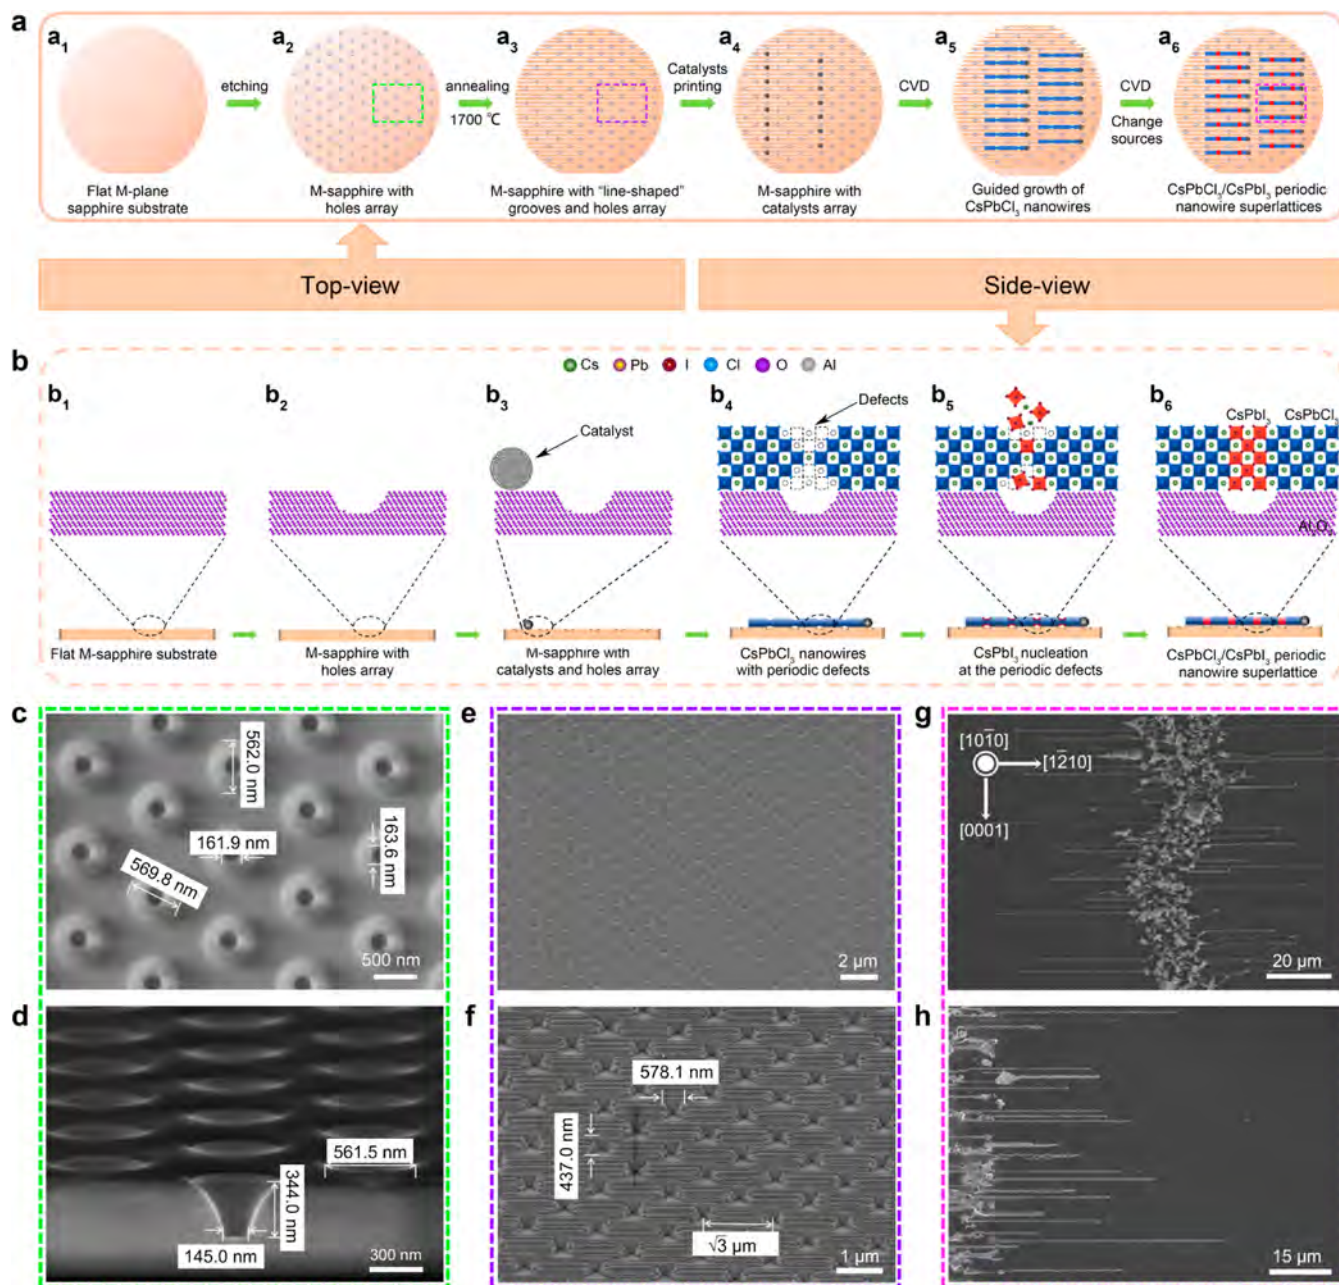 a
a1
a2
a3
a4
a5
a6
etching
annealing
1700 ℃
Catalysts
printing
CVD
CVD
Change
sources
Flat M-plane
sapphire substrate
M-sapphire with
holes array
M-sapphire with "line-shaped"
grooves and holes array
M-sapphire with
catalysts array
Guided growth of
CsPbCl3 nanowires
CsPbCl3/CsPbI3 periodic
nanowire superlattices
Top-view
Side-view
b
Cs Pb I Cl O Al
b1
b2
b3
b4
b5
b6
Catalyst
Defects
CsPbI3
CsPbCl3
Al2O3
Flat M-sapphire substrate
M-sapphire with
holes array
M-sapphire with
catalysts and holes array
CsPbCl3 nanowires
with periodic defects
CsPbI3 nucleation
at the periodic defects
CsPbCl3/CsPbI3 periodic
nanowire superlattice
c
562.0 nm
161.9 nm
163.6 nm
569.8 nm
500 nm
d
561.5 nm
344.0 nm
145.0 nm
300 nm
e
2 µm
f
578.1 nm
437.0 nm
√3 µm
1 µm
g
[101̄0]
[12̄10]
[0001]
20 µm
h
15 µm